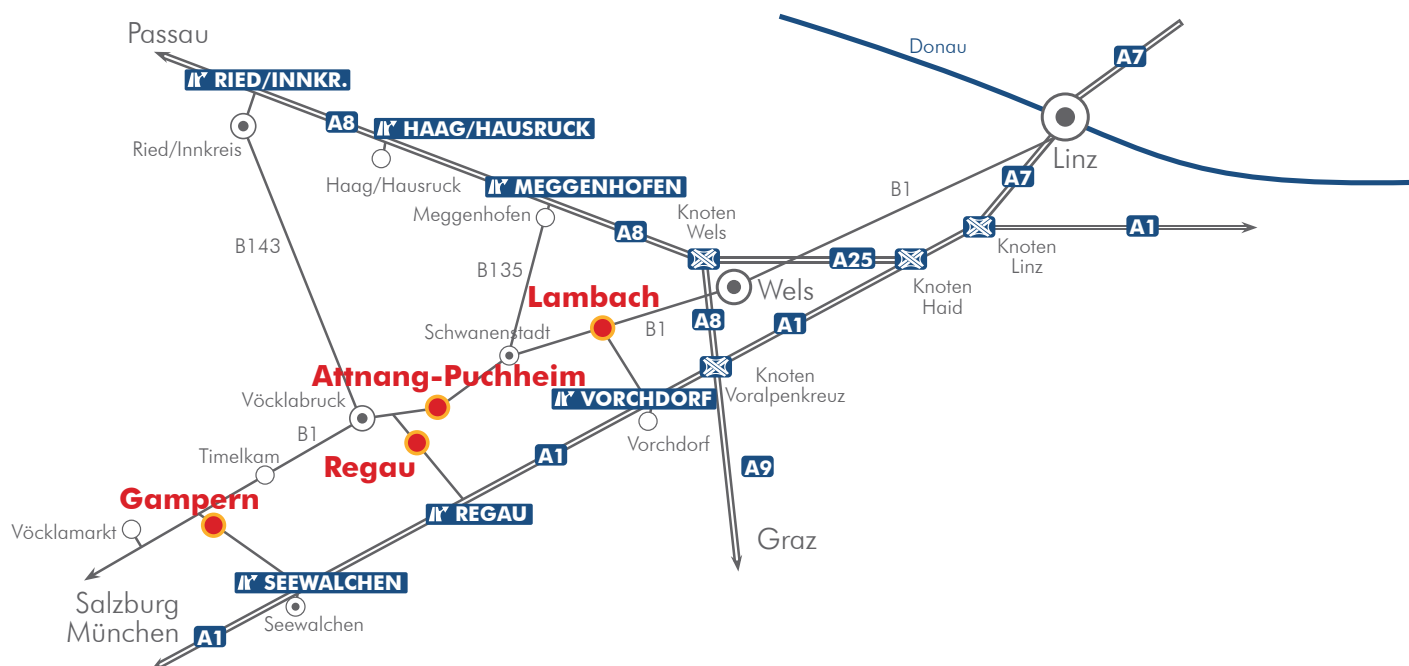 Passau
Donau
A7
RIED/INNKR.
A8
HAAG/HAUSRUCK
Ried/Innkreis
Linz
Haag/Hausruck
A7
MEGGENHOFEN
B1
Meggenhofen
Knoten
Wels
A8
A1
B143
Knoten
Linz
A25
B135
Knoten
Haid
Lambach
Wels
B1
A8
A1
Schwanenstadt
Attnang-Puchheim
Knoten
Voralpenkreuz
Vöcklabruck
VORCHDORF
B1
Vorchdorf
Timelkam
A1
Regau
A9
Gampern
REGAU
Vöcklamarkt
Graz
SEEWALCHEN
Salzburg
München
Seewalchen
A1